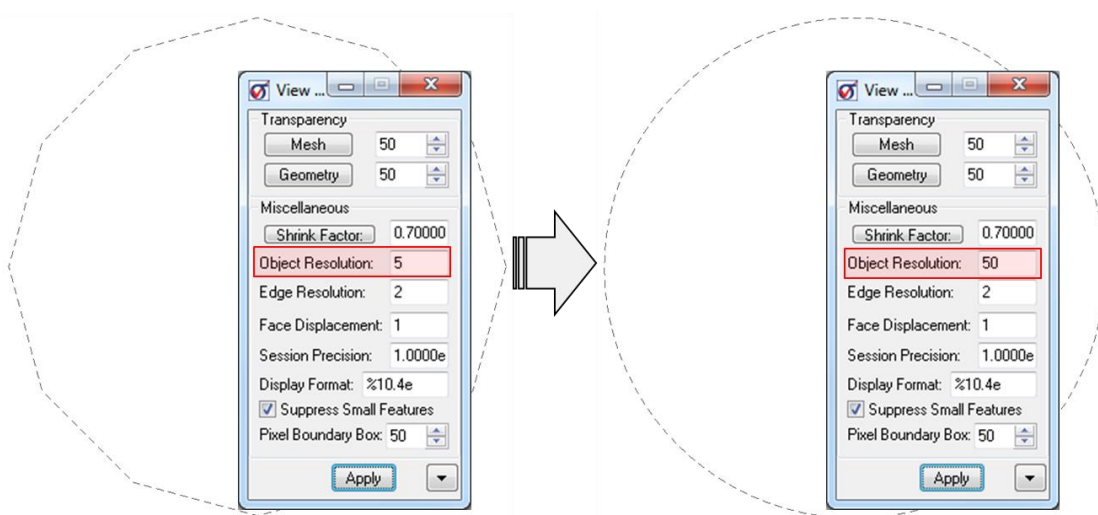 View ...
Transparency
Mesh 50
Geometry 50
Miscellaneous
Shrink Factor: 0.70000
Object Resolution: 5
Edge Resolution: 2
Face Displacement: 1
Session Precision: 1.0000e
Display Format: %10.4e
Suppress Small Features
Pixel Boundary Box: 50
Apply
View ...
Transparency
Mesh 50
Geometry 50
Miscellaneous
Shrink Factor: 0.70000
Object Resolution: 50
Edge Resolution: 2
Face Displacement: 1
Session Precision: 1.0000e
Display Format: %10.4e
Suppress Small Features
Pixel Boundary Box: 50
Apply